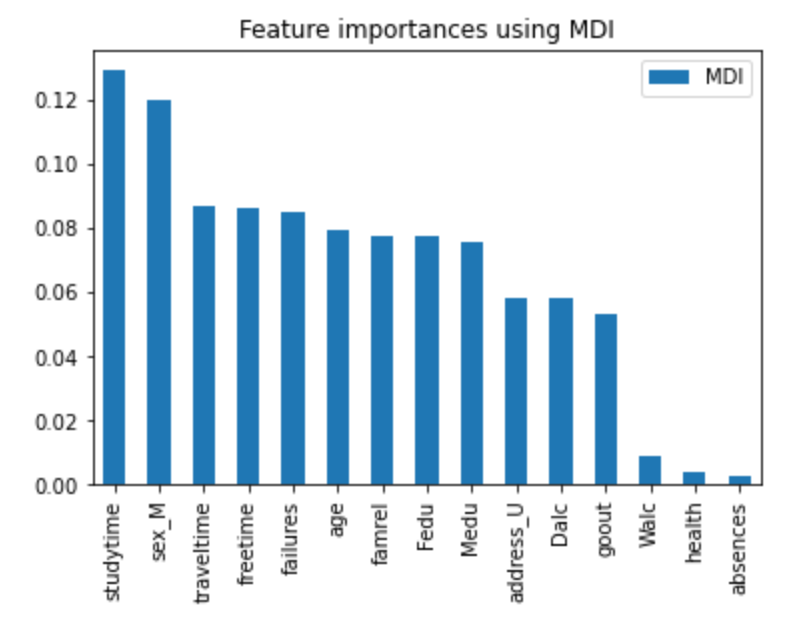 Feature importances using MDI
MDI
0.12
0.10
0.08
0.06
0.04
0.02
0.00
studytime
sex_M
traveltime
freetime
failures
age
famrel
Fedu
Medu
address_U
Dalc
goout
Walc
health
absences